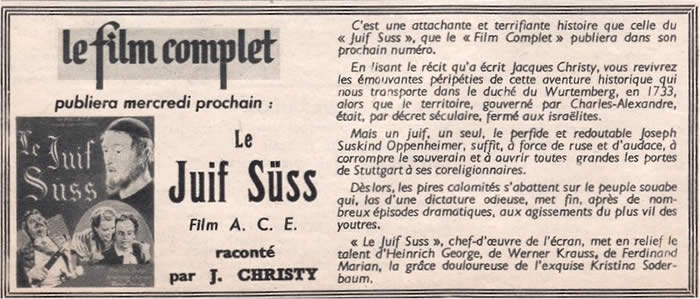 le film complet
publiera mercredi prochain :
Le Juif
Suss
Le
Juif Süss
Film A. C. E.
raconté
par J. CHRISTY
C'est une attachante et terrifiante histoire que celle du
« Juif Suss », que le « Film Complet » publiera dans son
prochain numéro.
En lisant le récit qu'a écrit Jacques Christy, vous revivrez
les émouvantes péripéties de cette aventure historique qui
nous transporte dans le duché du Wurtemberg, en 1733,
alors que le territoire, gouverné par Charles-Alexandre,
était, par décret séculaire, fermé aux israëlites.
Mais un juif, un seul, le perfide et redoutable Joseph
Suskind Oppenheimer, suffit, à force de ruse et d'audace, à
corrompre le souverain et à ouvrir toutes grandes les portes
de Stuttgart à ses coreligionnaires.
Dès lors, les pires calamités s'abattent sur le peuple souabe
qui, las d'une dictature odieuse, met fin, après de nom-
breux épisodes dramatiques, aux agissements du plus vil des
youtres.
« Le Juif Suss », chef-d'œuvre de l'écran, met en relief le
talent d'Heinrich George, de Werner Krauss, de Ferdinand
Marian, la grâce douloureuse de l'exquise Kristina Soder-
baum.